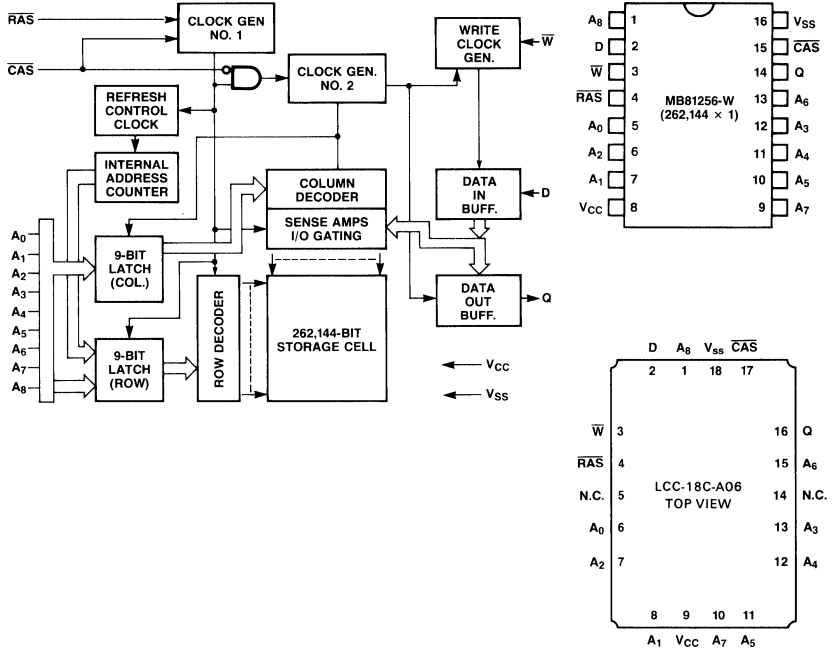 R̅A̅S̅
CLOCK GEN
NO. 1
C̅A̅S̅
CLOCK GEN.
NO. 2
WRITE
CLOCK
GEN.
W̅
REFRESH
CONTROL
CLOCK
INTERNAL
ADDRESS
COUNTER
COLUMN
DECODER
SENSE AMPS
I/O GATING
DATA
IN
BUFF.
D
A₀
A₁
A₂
A₃
A₄
A₅
A₆
A₇
A₈
9-BIT
LATCH
(COL.)
9-BIT
LATCH
(ROW)
ROW DECODER
262,144-BIT
STORAGE CELL
DATA
OUT
BUFF.
Q
VCC
VSS
A₈ 1 16 VSS
D 2 15 C̅A̅S̅
W̅ 3 14 Q
R̅A̅S̅ 4 13 A₆
MB81256-W
(262,144 × 1)
A₀ 5 12 A₃
A₂ 6 11 A₄
A₁ 7 10 A₅
VCC 8 9 A₇
D A₈ Vss C̅A̅S̅
2 1 18 17
W̅ 3 16 Q
R̅A̅S̅ 4 15 A₆
N.C. 5 14 N.C.
LCC-18C-A06
TOP VIEW
A₀ 6 13 A₃
A₂ 7 12 A₄
8 9 10 11
A₁ VCC A₇ A₅